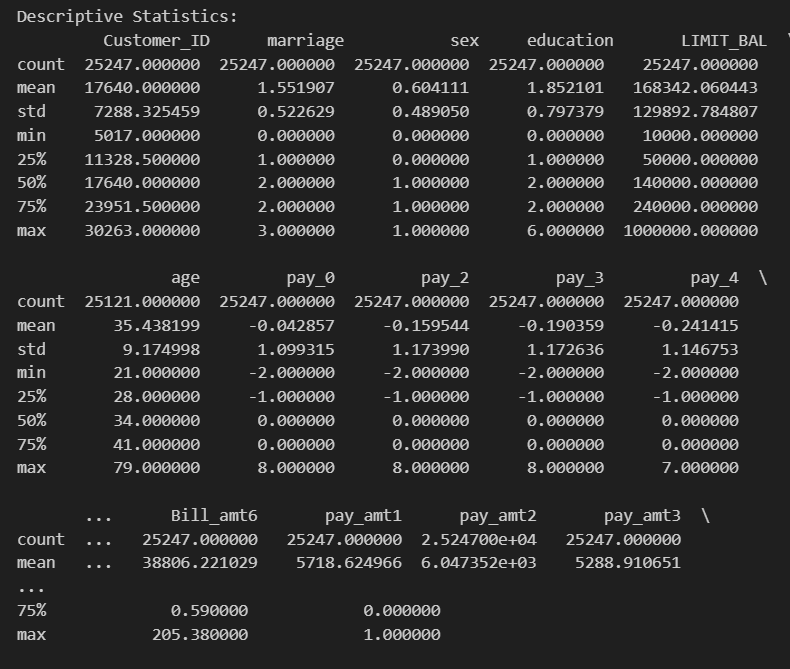 Descriptive Statistics:
Customer_ID marriage sex education LIMIT_BAL \
count 25247.000000 25247.000000 25247.000000 25247.000000 25247.000000
mean 17640.000000 1.551907 0.604111 1.852101 168342.060443
std 7288.325459 0.522629 0.489050 0.797379 129892.784807
min 5017.000000 0.000000 0.000000 0.000000 10000.000000
25% 11328.500000 1.000000 0.000000 1.000000 50000.000000
50% 17640.000000 2.000000 1.000000 2.000000 140000.000000
75% 23951.500000 2.000000 1.000000 2.000000 240000.000000
max 30263.000000 3.000000 1.000000 6.000000 1000000.000000
age pay_0 pay_2 pay_3 pay_4 \
count 25121.000000 25247.000000 25247.000000 25247.000000 25247.000000
mean 35.438199 -0.042857 -0.159544 -0.190359 -0.241415
std 9.174998 1.099315 1.173990 1.172636 1.146753
min 21.000000 -2.000000 -2.000000 -2.000000 -2.000000
25% 28.000000 -1.000000 -1.000000 -1.000000 -1.000000
50% 34.000000 0.000000 0.000000 0.000000 0.000000
75% 41.000000 0.000000 0.000000 0.000000 0.000000
max 79.000000 8.000000 8.000000 8.000000 7.000000
... Bill_amt6 pay_amt1 pay_amt2 pay_amt3 \
count ... 25247.000000 25247.000000 2.524700e+04 25247.000000
mean ... 38806.221029 5718.624966 6.047352e+03 5288.910651
...
75% 0.590000 0.000000
max 205.380000 1.000000